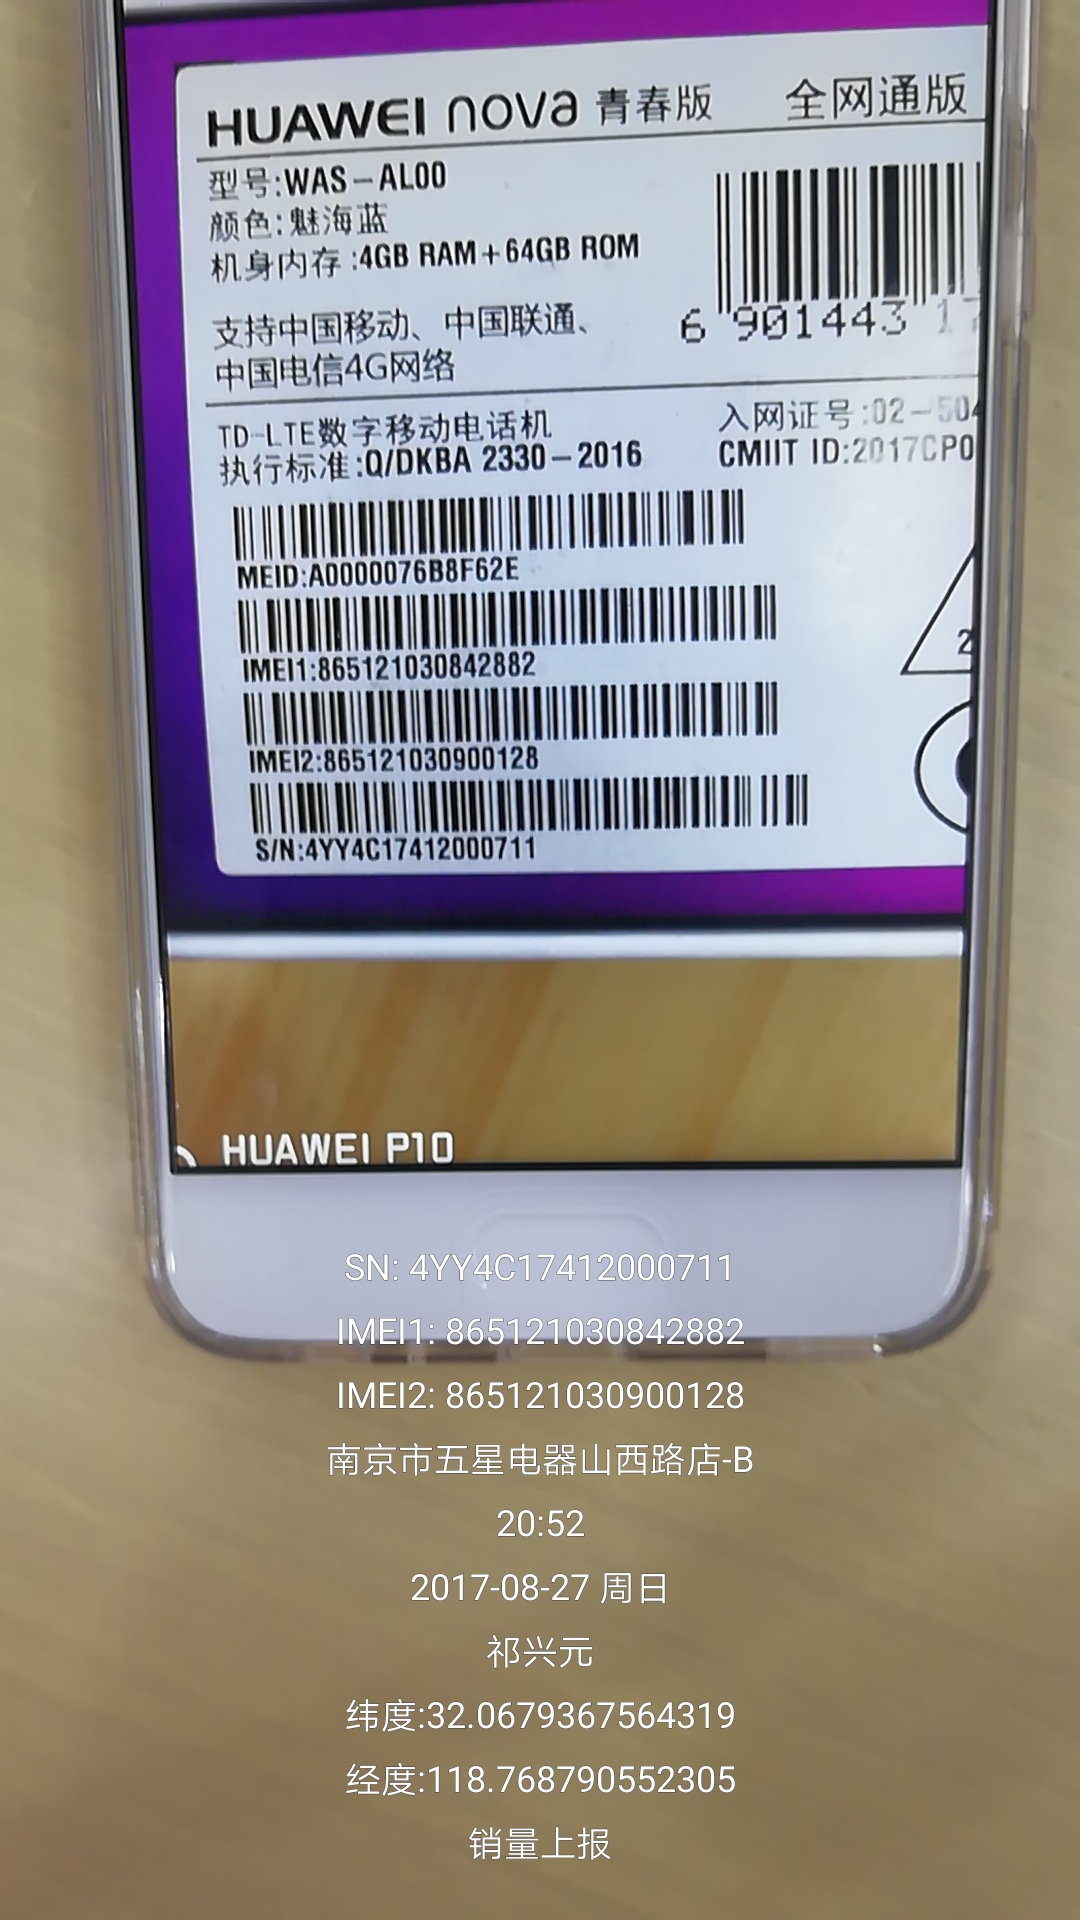 HUAWEI nova 青春版 全网通版
型号:WAS-AL00
颜色:魅海蓝
机身内存:4GB RAM+64GB ROM
支持中国移动、中国联通、
中国电信4G网络
6 901443 17
TD-LTE数字移动电话机
执行标准:Q/DKBA 2330-2016
入网证号:02-504
CMIIT ID:2017CP0
MEID:A0000076B8F62E
IMEI1:865121030842882
IMEI2:865121030900128
S/N:4YY4C17412000711
2
HUAWEI P10
SN: 4YY4C17412000711
IMEI1: 865121030842882
IMEI2: 865121030900128
南京市五星电器山西路店-B
20:52
2017-08-27 周日
祁兴元
纬度:32.0679367564319
经度:118.768790552305
销量上报